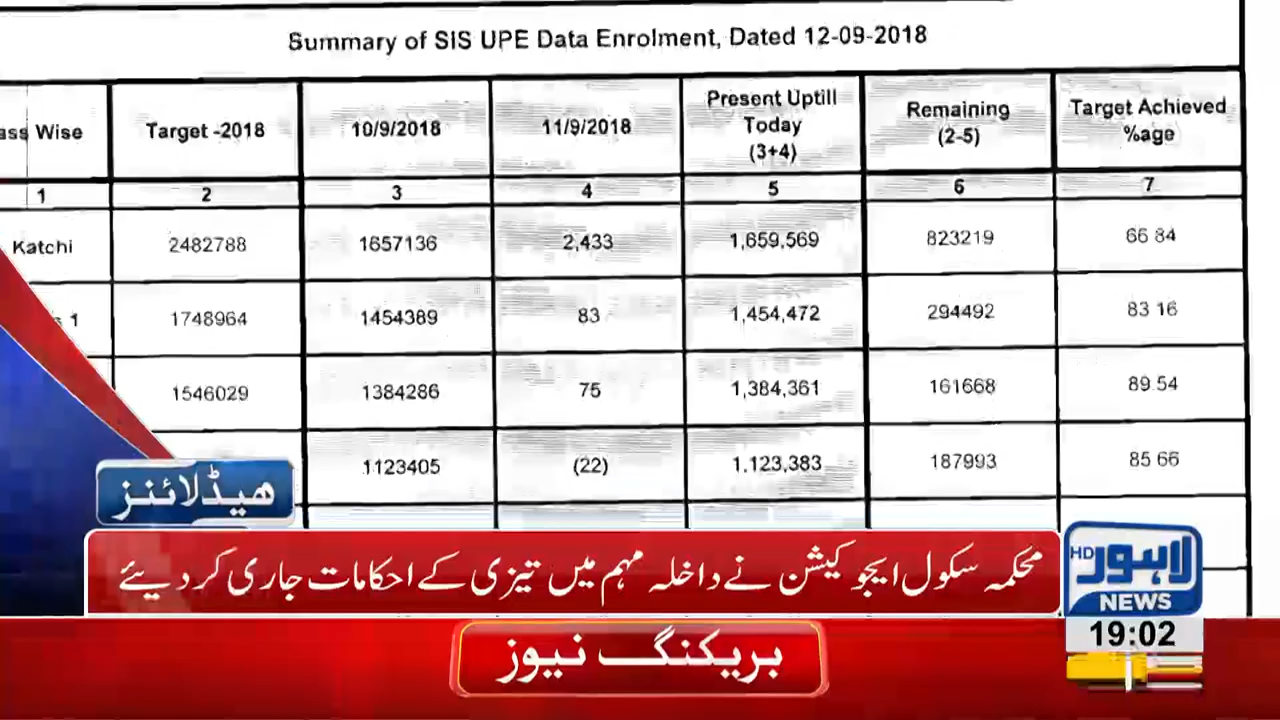 Summary of SIS UPE Data Enrolment, Dated 12-09-2018
ass Wise Target -2018 10/9/2018 11/9/2018 Present Uptill Today (3+4) Remaining (2-5) Target Achieved %age
1 2 3 4 5 6 7
Katchi 2482788 1657136 2,433 1,659,569 823219 66 84
s 1 1748964 1454389 83 1,454,472 294492 83 16
1546029 1384286 75 1,384,361 161668 89 54
1123405 (22) 1,123,383 187993 85 66
ھیڈلائنز
محکمہ سکول ایجوکیشن نے داخلہ مہم میں تیزی کے احکامات جاری کر دیئے
لاہور HD
NEWS
19:02
بریکنگ نیوز